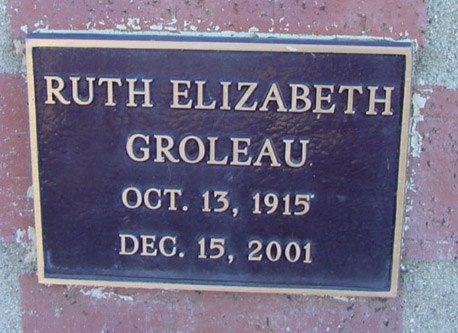 RUTH ELIZABETH
GROLEAU
OCT. 13, 1915
DEC. 15, 2001